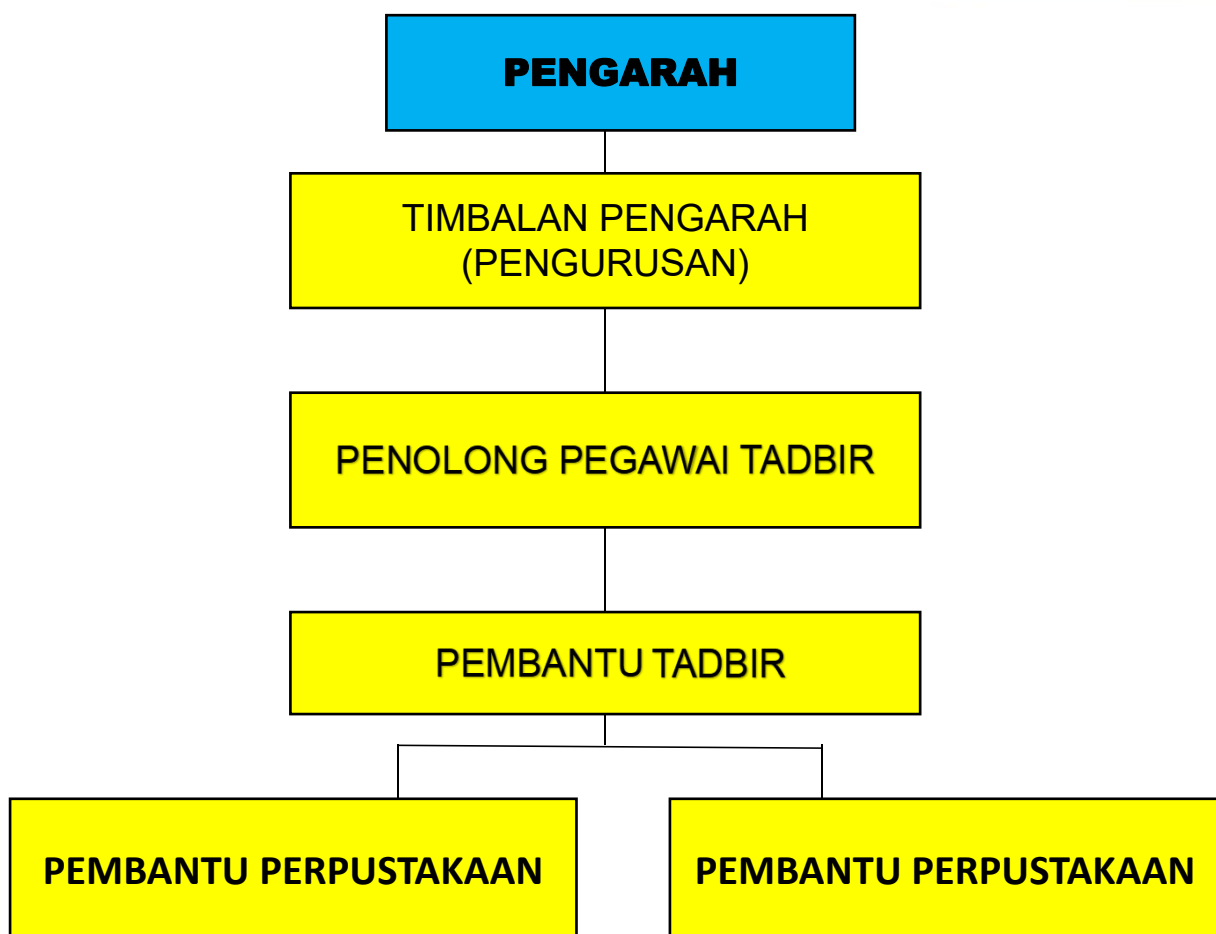 PENGARAH
TIMBALAN PENGARAH
(PENGURUSAN)
PENOLONG PEGAWAI TADBIR
PEMBANTU TADBIR
PEMBANTU PERPUSTAKAAN
PEMBANTU PERPUSTAKAAN